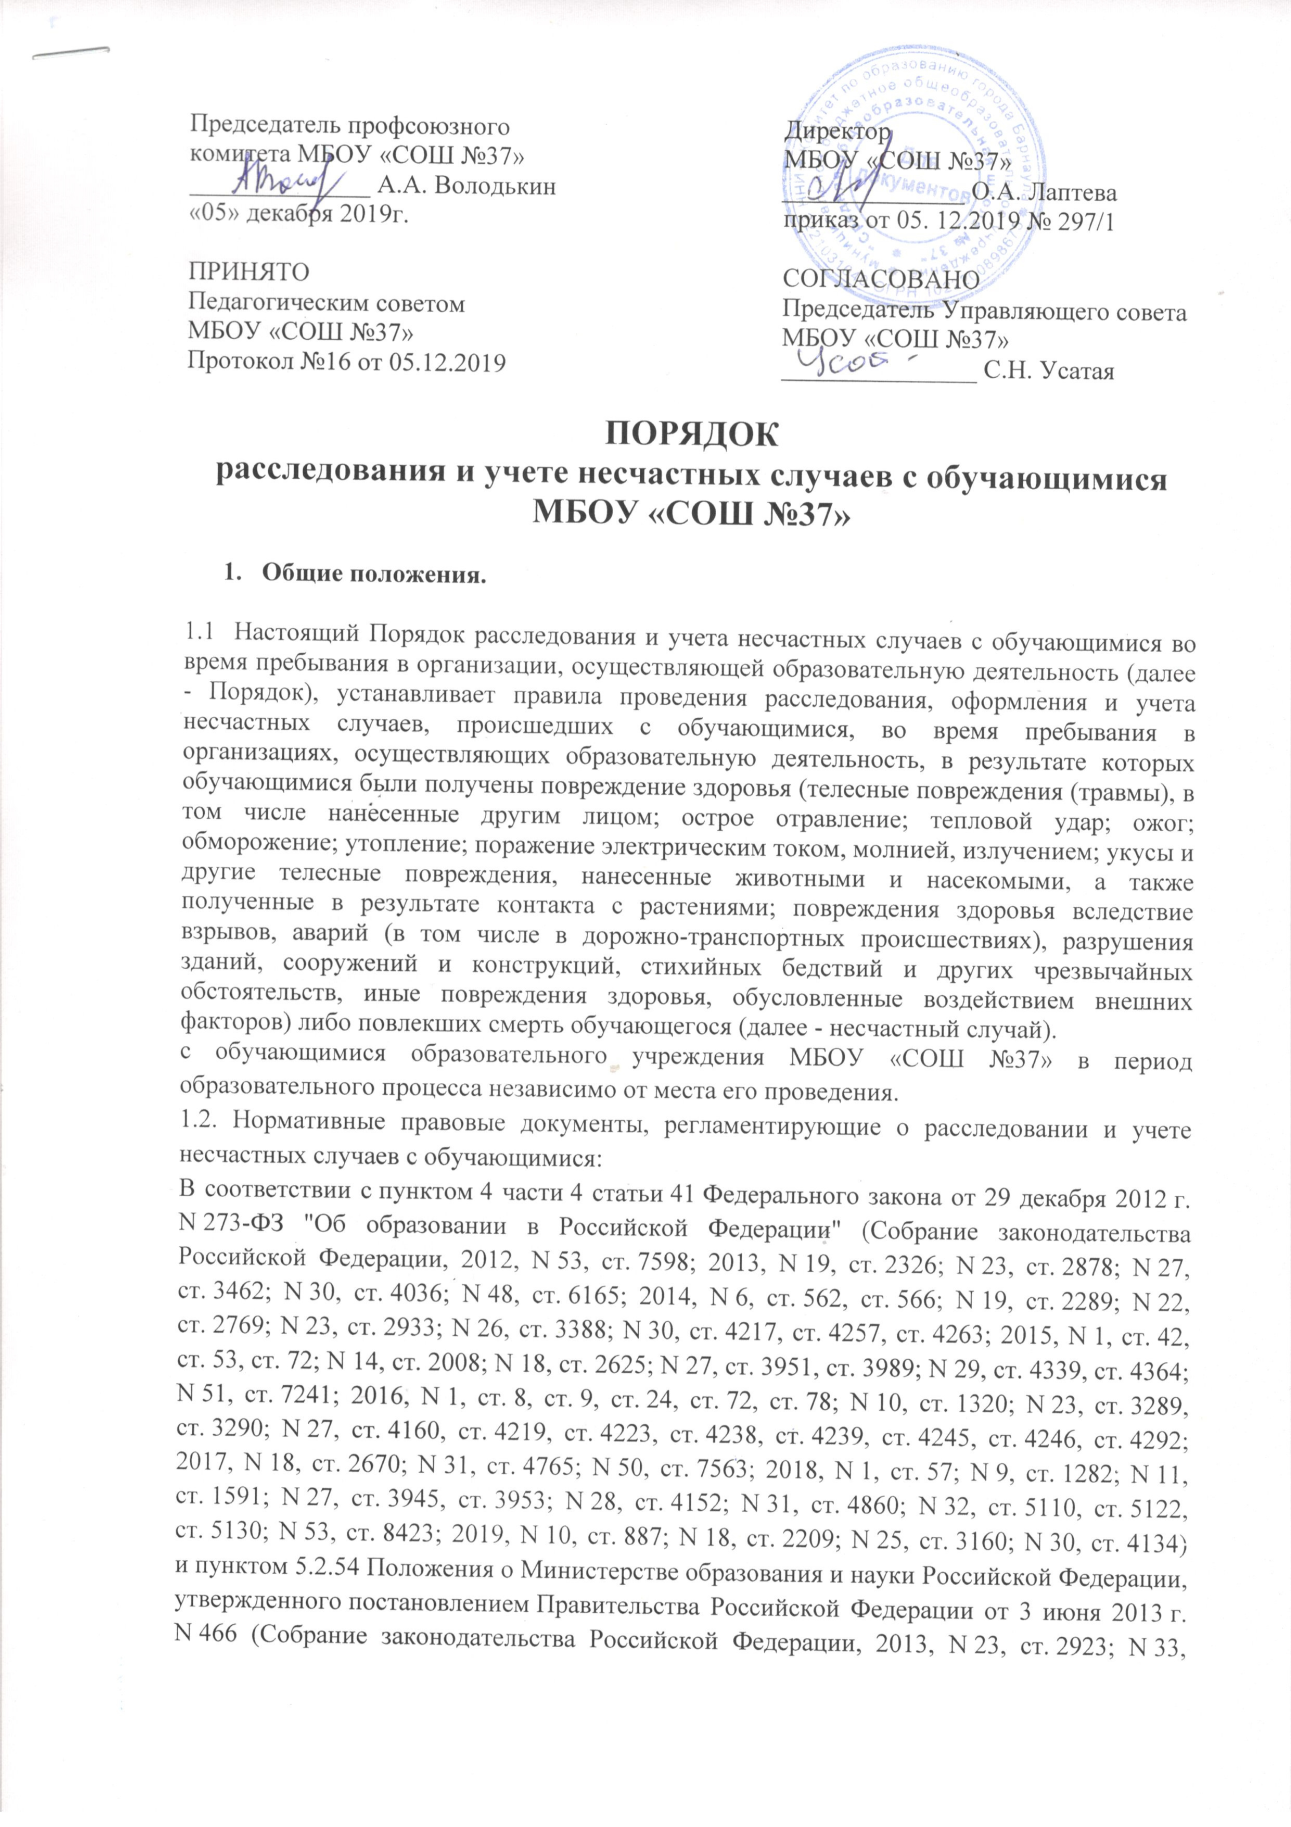 Председатель профсоюзного
комитета МБОУ «СОШ №37»
А.А. Володькин
«05» декабря 2019г.
Директор
МБОУ «СОШ №37»
О.А. Лаптева
приказ от 05. 12.2019 № 297/1
Для
документов
ПРИНЯТО
Педагогическим советом
МБОУ «СОШ №37»
Протокол №16 от 05.12.2019
СОГЛАСОВАНО
Председатель Управляющего совета
МБОУ «СОШ №37»
С.Н. Усатая
ПОРЯДОК
расследования и учете несчастных случаев с обучающимися
МБОУ «СОШ №37»
1. Общие положения.
1.1 Настоящий Порядок расследования и учета несчастных случаев с обучающимися во
время пребывания в организации, осуществляющей образовательную деятельность (далее
- Порядок), устанавливает правила проведения расследования, оформления и учета
несчастных случаев, происшедших с обучающимися, во время пребывания в
организациях, осуществляющих образовательную деятельность, в результате которых
обучающимися были получены повреждение здоровья (телесные повреждения (травмы), в
том числе нанесенные другим лицом; острое отравление; тепловой удар; ожог;
обморожение; утопление; поражение электрическим током, молнией, излучением; укусы и
другие телесные повреждения, нанесенные животными и насекомыми, а также
полученные в результате контакта с растениями; повреждения здоровья вследствие
взрывов, аварий (в том числе в дорожно-транспортных происшествиях), разрушения
зданий, сооружений и конструкций, стихийных бедствий и других чрезвычайных
обстоятельств, иные повреждения здоровья, обусловленные воздействием внешних
факторов) либо повлекших смерть обучающегося (далее - несчастный случай).
с обучающимися образовательного учреждения МБОУ «СОШ №37» в период
образовательного процесса независимо от места его проведения.
1.2. Нормативные правовые документы, регламентирующие о расследовании и учете
несчастных случаев с обучающимися:
В соответствии с пунктом 4 части 4 статьи 41 Федерального закона от 29 декабря 2012 г.
N 273-ФЗ "Об образовании в Российской Федерации" (Собрание законодательства
Российской Федерации, 2012, N 53, ст. 7598; 2013, N 19, ст. 2326; N 23, ст. 2878; N 27,
ст. 3462; N 30, ст. 4036; N 48, ст. 6165; 2014, N 6, ст. 562, ст. 566; N 19, ст. 2289; N 22,
ст. 2769; N 23, ст. 2933; N 26, ст. 3388; N 30, ст. 4217, ст. 4257, ст. 4263; 2015, N 1, ст. 42,
ст. 53, ст. 72; N 14, ст. 2008; N 18, ст. 2625; N 27, ст. 3951, ст. 3989; N 29, ст. 4339, ст. 4364;
N 51, ст. 7241; 2016, N 1, ст. 8, ст. 9, ст. 24, ст. 72, ст. 78; N 10, ст. 1320; N 23, ст. 3289,
ст. 3290; N 27, ст. 4160, ст. 4219, ст. 4223, ст. 4238, ст. 4239, ст. 4245, ст. 4246, ст. 4292;
2017, N 18, ст. 2670; N 31, ст. 4765; N 50, ст. 7563; 2018, N 1, ст. 57; N 9, ст. 1282; N 11,
ст. 1591; N 27, ст. 3945, ст. 3953; N 28, ст. 4152; N 31, ст. 4860; N 32, ст. 5110, ст. 5122,
ст. 5130; N 53, ст. 8423; 2019, N 10, ст. 887; N 18, ст. 2209; N 25, ст. 3160; N 30, ст. 4134)
и пунктом 5.2.54 Положения о Министерстве образования и науки Российской Федерации,
утвержденного постановлением Правительства Российской Федерации от 3 июня 2013 г.
N 466 (Собрание законодательства Российской Федерации, 2013, N 23, ст. 2923; N 33,